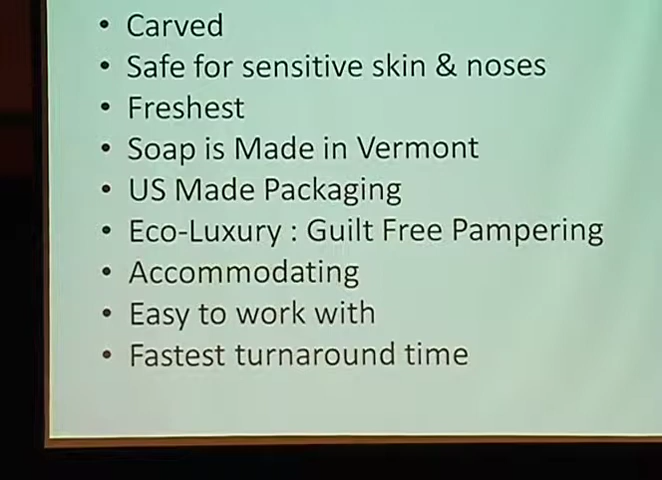 • Carved
• Safe for sensitive skin & noses
• Freshest
• Soap is Made in Vermont
• US Made Packaging
• Eco-Luxury : Guilt Free Pampering
• Accommodating
• Easy to work with
• Fastest turnaround time